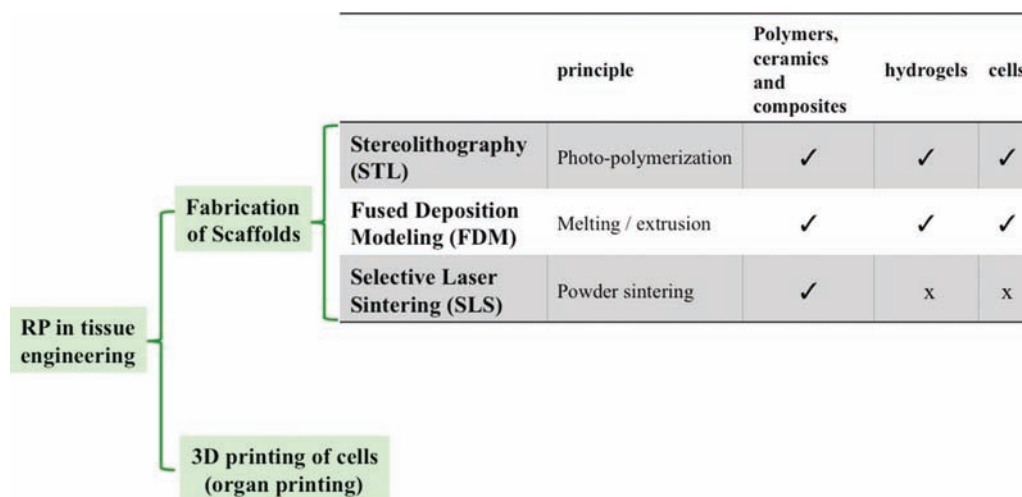 principle
Polymers,
ceramics
and
composites
hydrogels
cells
Stereolithography
(STL)
Photo-polymerization
✓
✓
✓
Fused Deposition
Modeling (FDM)
Melting / extrusion
✓
✓
✓
Selective Laser
Sintering (SLS)
Powder sintering
✓
x
x
Fabrication
of Scaffolds
RP in tissue
engineering
3D printing of cells
(organ printing)